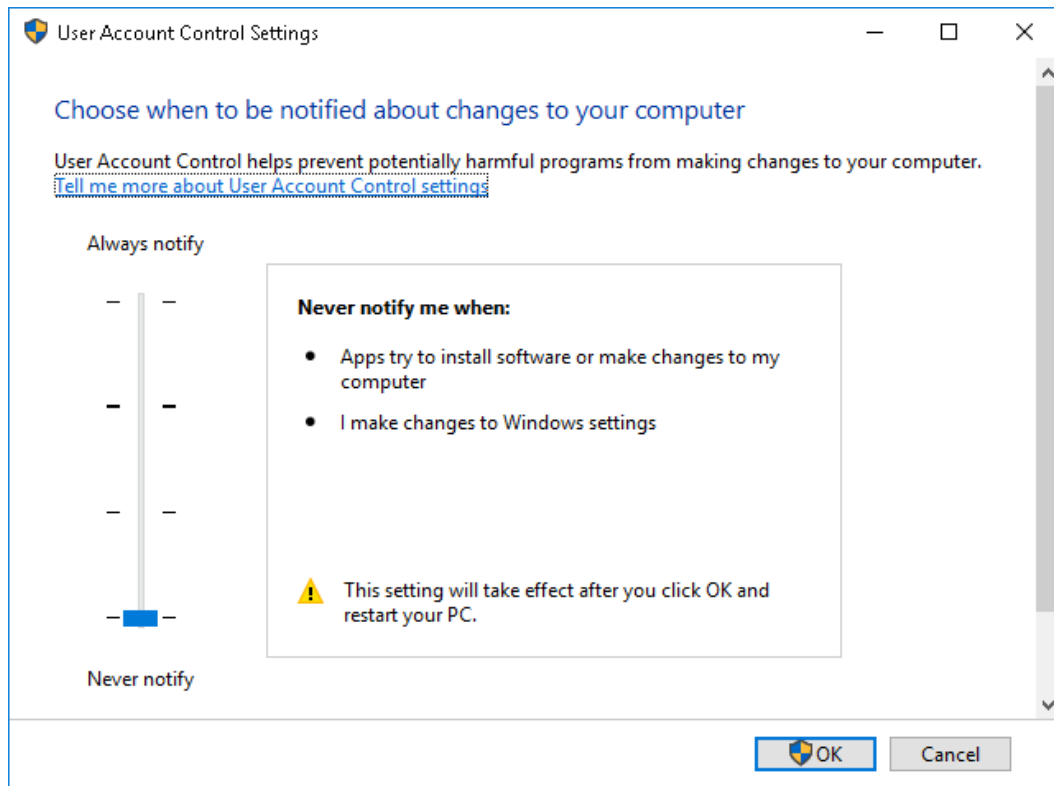 User Account Control Settings
Choose when to be notified about changes to your computer
User Account Control helps prevent potentially harmful programs from making changes to your computer.
Tell me more about User Account Control settings
Always notify
Never notify me when:
• Apps try to install software or make changes to my
computer
• I make changes to Windows settings
This setting will take effect after you click OK and
restart your PC.
Never notify
OK
Cancel